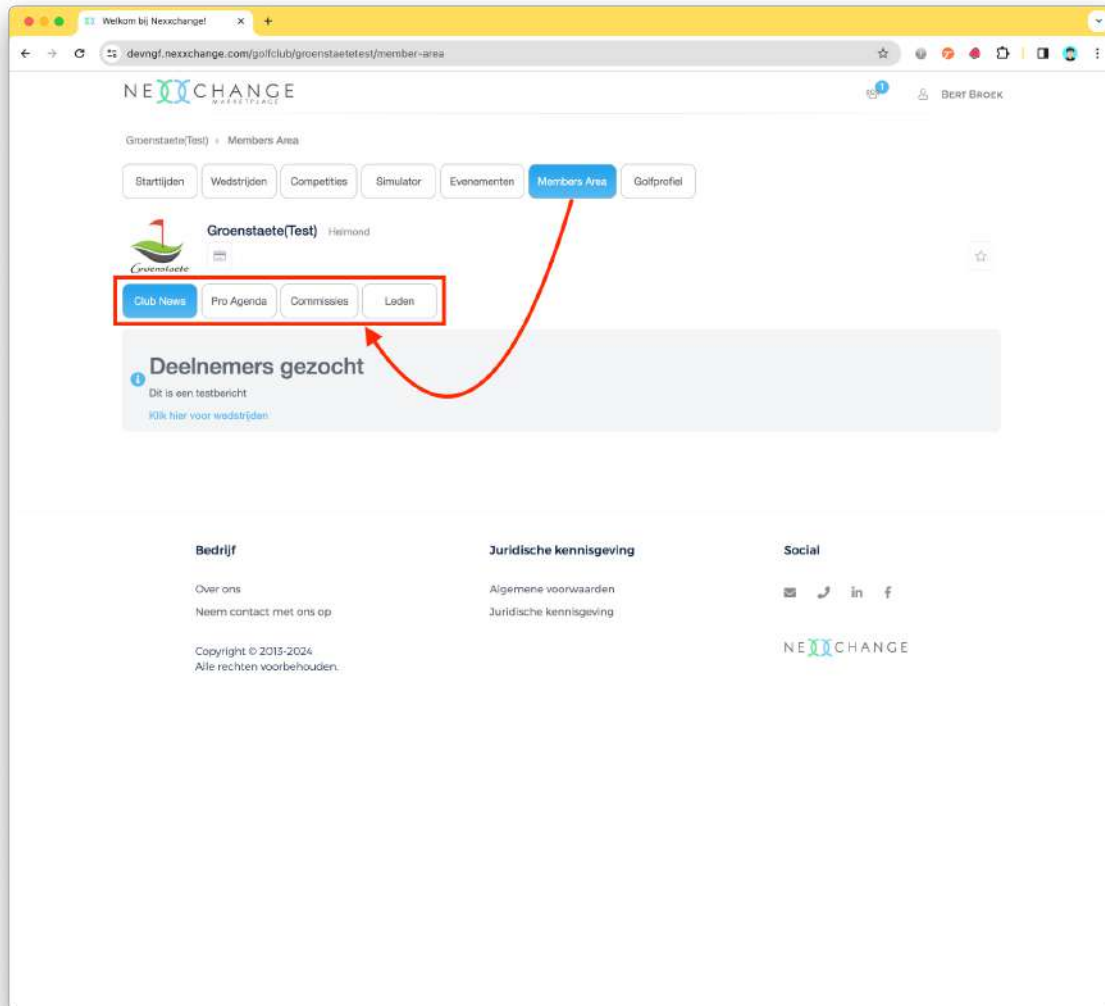 Welkom bij Nexxchange!
devngf.nexxchange.com/golfclub/groenstaetetest/member-area
NEXXCHANGE
MARKETPLACE
1
BERT BROEK
Groenstaete(Test) Members Area
Starttijden Wedstrijden Competities Simulator Evenementen Members Area Golfprofiel
Groenstaete(Test) Helmond
Groenstaete
Club News Pro Agenda Commissies Leden
Deelnemers gezocht
Dit is een testbericht
Klik hier voor wedstrijden
Bedrijf Juridische kennisgeving Social
Over ons Algemene voorwaarden
in f
Neem contact met ons op Juridische kennisgeving
Copyright © 2013-2024
Alle rechten voorbehouden.
NEXXCHANGE